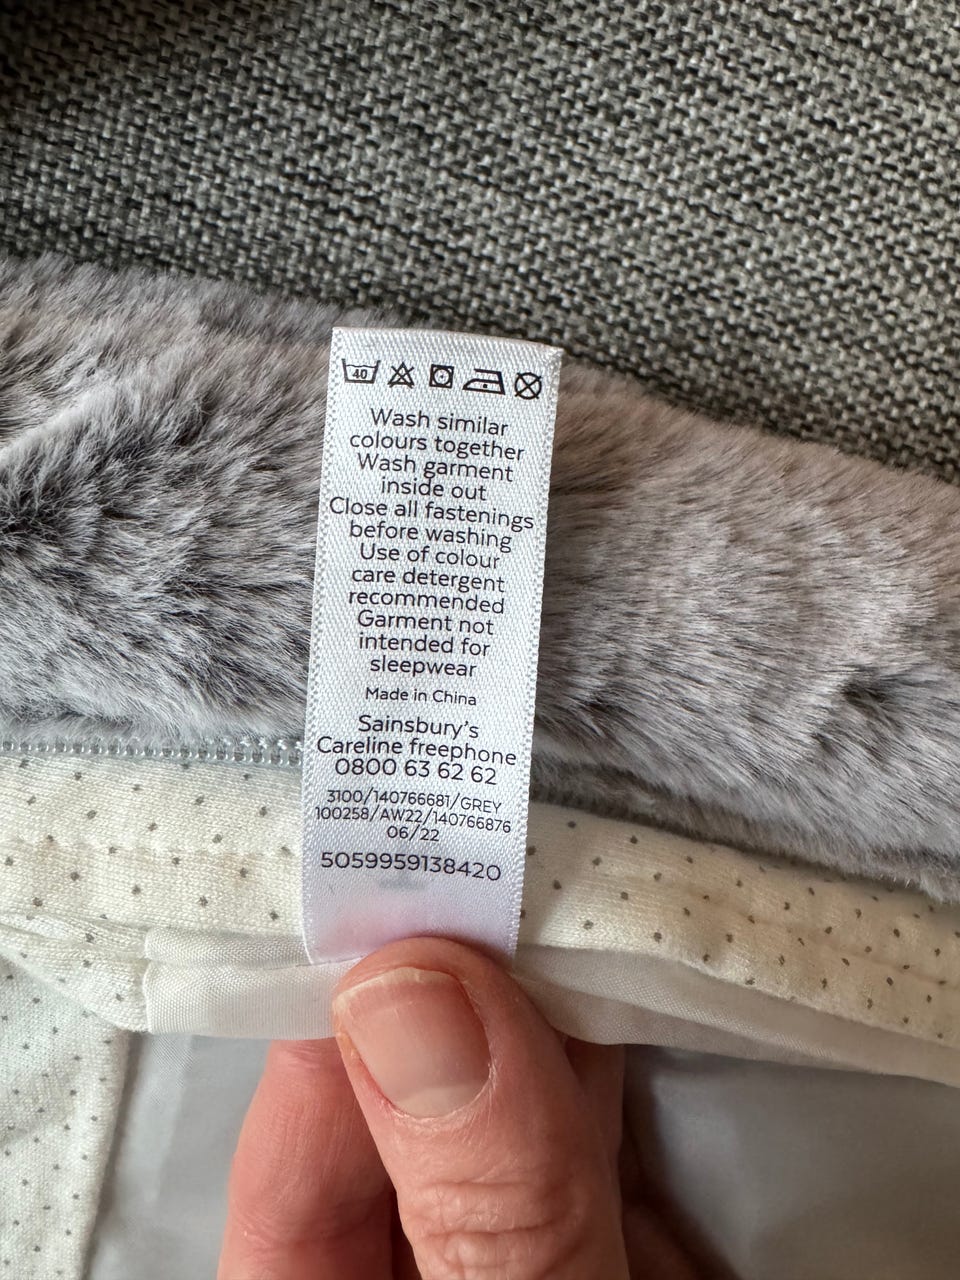 40
Wash similar
colours together
Wash garment
inside out
Close all fastenings
before washing
Use of colour
care detergent
recommended
Garment not
intended for
sleepwear
Made in China
Sainsbury's
Careline freephone
0800 63 62 62
3100/140766681/GREY
100258/AW22/140766876
06/22
5059959138420